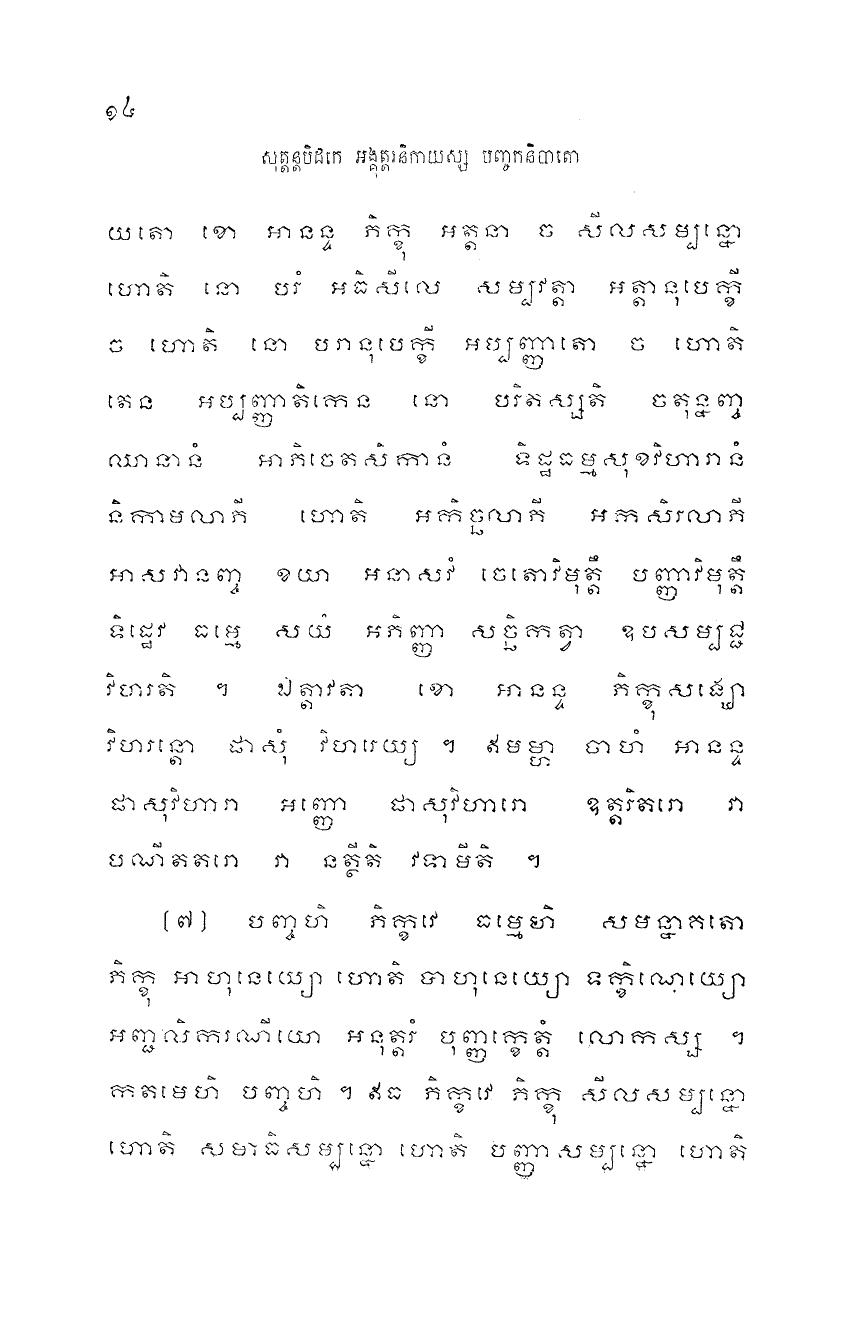 ១៤
សុត្តន្តបិដកេ អង្គុត្តរនិកាយស្ស បញ្ចកនិបាតោ
យតោ ខោ អានន្ទ ភិក្ខុ អត្តនា ច សីលសម្បន្នោ
ហោតិ នោ បរំ អធិសីលេ សម្បវត្តា អត្តានុបេក្ខី
ច ហោតិ នោ បរានុបេក្ខី អប្បញ្ញាតោ ច ហោតិ
តេន អប្បញ្ញាតិកេន នោ បរិតស្សតិ ចតុន្នញ្ច
ឈានានំ អាភិចេតសិកានំ ទិដ្ឋធម្មសុខវិហារានំ
និកាមលាភី ហោតិ អកិច្ឆលាភី អកសិរលាភី
អាសវានញ្ច ខយា អនាសវំ ចេតោវិមុត្តឹ បញ្ញាវិមុត្តឹ
ទិដ្ឋេវ ធម្មេ សយំ អភិញ្ញា សច្ឆិកត្វា ឧបសម្បជ្ជ
វិហរតិ ។ ឯត្តាវតា ខោ អានន្ទ ភិក្ខុសង្ឃោ
វិហរន្តោ ផាសុំ វិហរេយ្យ ។ ឥមម្ហា ចាហំ អានន្ទ
ផាសុវិហារា អញ្ញោ ផាសុវិហារោ ឧត្តរិតរោ វា
បណីតតរោ វា នត្ថីតិ វទាមីតិ ។
(៧) បញ្ចហិ ភិក្ខវេ ធម្មេហិ សមន្នាគតោ
ភិក្ខុ អាហុនេយ្យោ ហោតិ បាហុនេយ្យោ ទក្ខិណេយ្យោ
អញ្ជលិករណីយោ អនុត្តរំ បុញ្ញក្ខេត្តំ លោកស្ស ។
កតមេហិ បញ្ចហិ ។ ឥធ ភិក្ខវេ ភិក្ខុ សីលសម្បន្នោ
ហោតិ សមាធិសម្បន្នោ ហោតិ បញ្ញាសម្បន្នោ ហោតិ